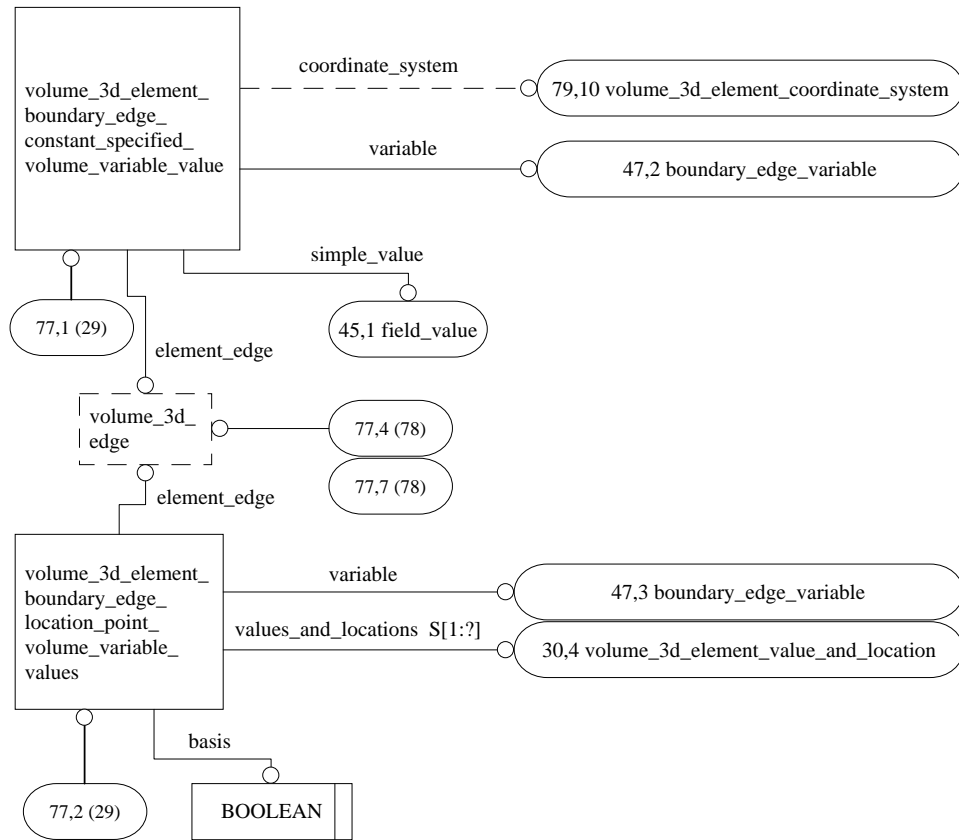 coordinate_system
volume_3d_element_
boundary_edge_
constant_specified_
volume_variable_value
79,10 volume_3d_element_coordinate_system
variable
47,2 boundary_edge_variable
simple_value
77,1 (29)
45,1 field_value
element_edge
volume_3d_
edge
77,4 (78)
77,7 (78)
element_edge
volume_3d_element_
boundary_edge_
location_point_
volume_variable_
values
variable
47,3 boundary_edge_variable
values_and_locations S[1:?]
30,4 volume_3d_element_value_and_location
basis
77,2 (29)
BOOLEAN